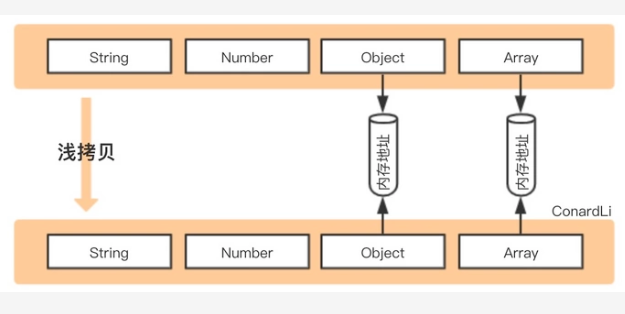 String Number Object Array
浅拷贝
内存地址 内存地址
ConardLi
String Number Object Array